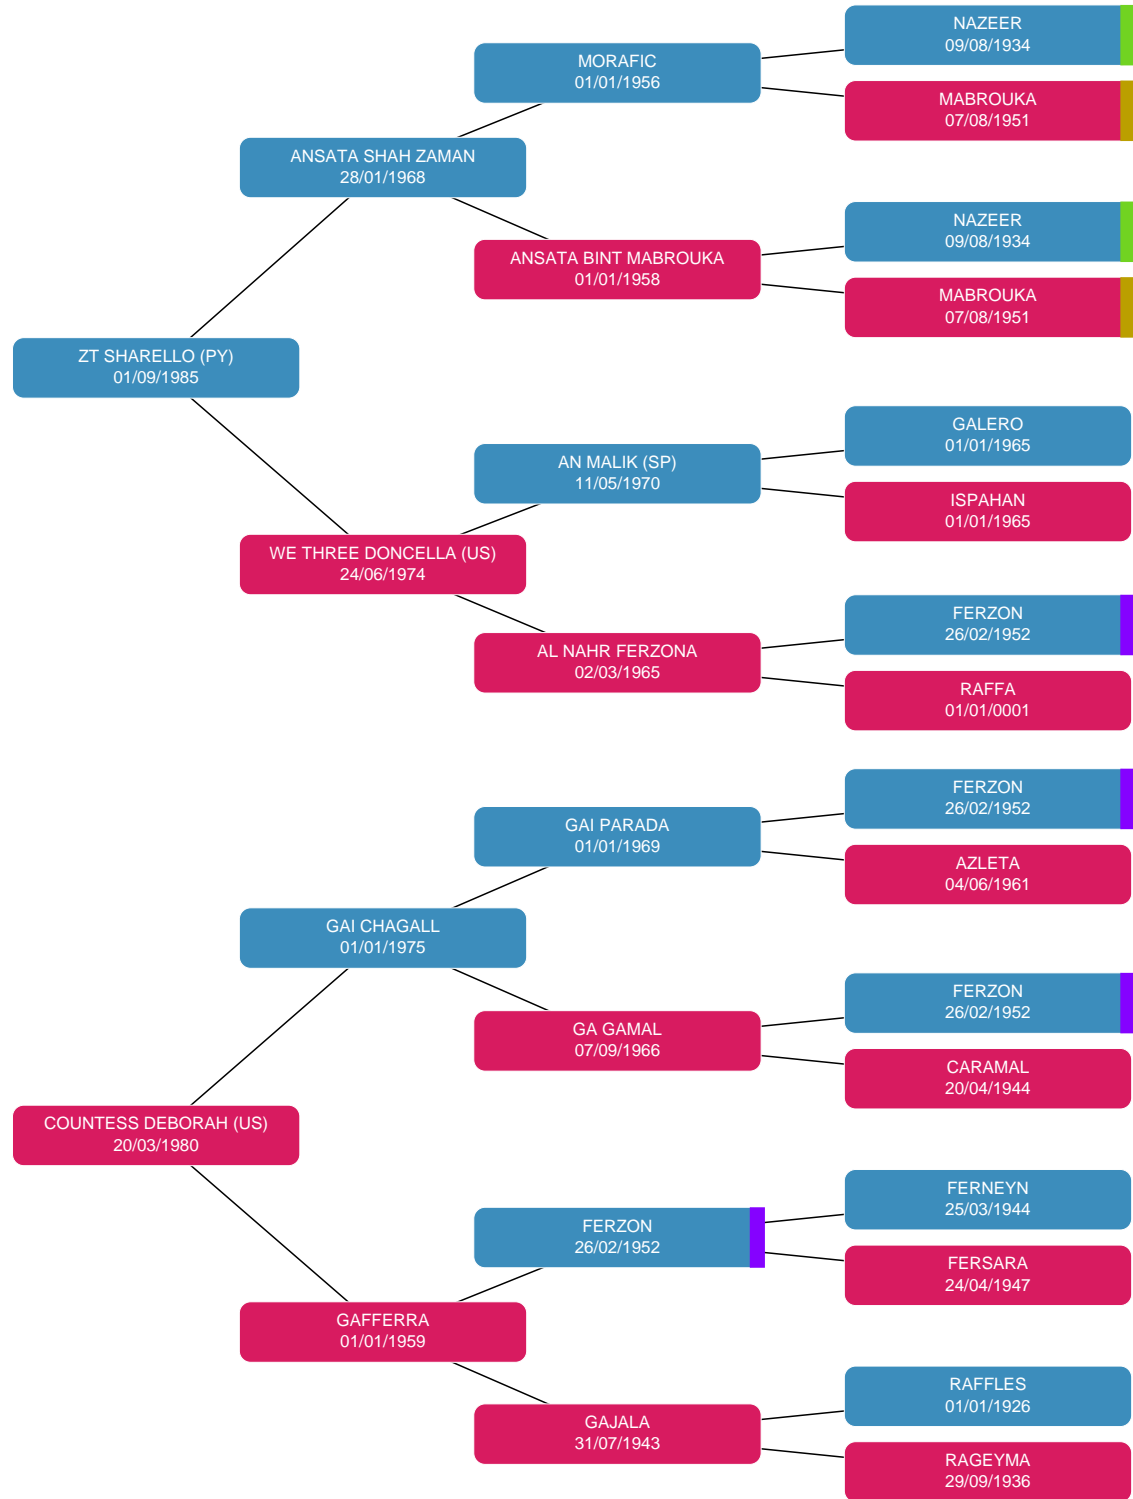 NAZEER
09/08/1934
MORAFIC
01/01/1956
MABROUKA
07/08/1951
ANSATA SHAH ZAMAN
28/01/1968
NAZEER
09/08/1934
ANSATA BINT MABROUKA
01/01/1958
MABROUKA
07/08/1951
ZT SHARELLO (PY)
01/09/1985
GALERO
01/01/1965
AN MALIK (SP)
11/05/1970
ISPAHAN
01/01/1965
WE THREE DONCELLA (US)
24/06/1974
FERZON
26/02/1952
AL NAHR FERZONA
02/03/1965
RAFFA
01/01/0001
FERZON
26/02/1952
GAI PARADA
01/01/1969
AZLETA
04/06/1961
GAI CHAGALL
01/01/1975
FERZON
26/02/1952
GA GAMAL
07/09/1966
CARAMAL
20/04/1944
COUNTESS DEBORAH (US)
20/03/1980
FERNEYN
25/03/1944
FERZON
26/02/1952
FERSARA
24/04/1947
GAFFERRA
01/01/1959
RAFFLES
01/01/1926
GAJALA
31/07/1943
RAGEYMA
29/09/1936